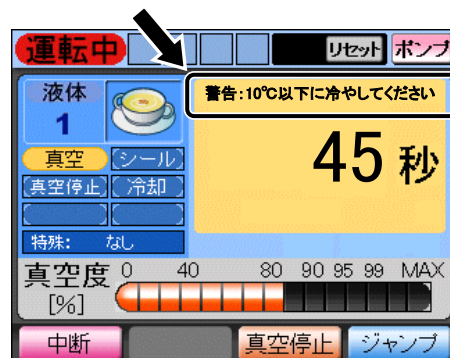 運転中 リセット ポンプ
液体
1
警告:10℃以下に冷やしてください
45 秒
真空 シール
真空停止 冷却
特殊: なし
真空度 0 40 80 90 95 99 MAX
[%]
中断 真空停止 ジャンプ